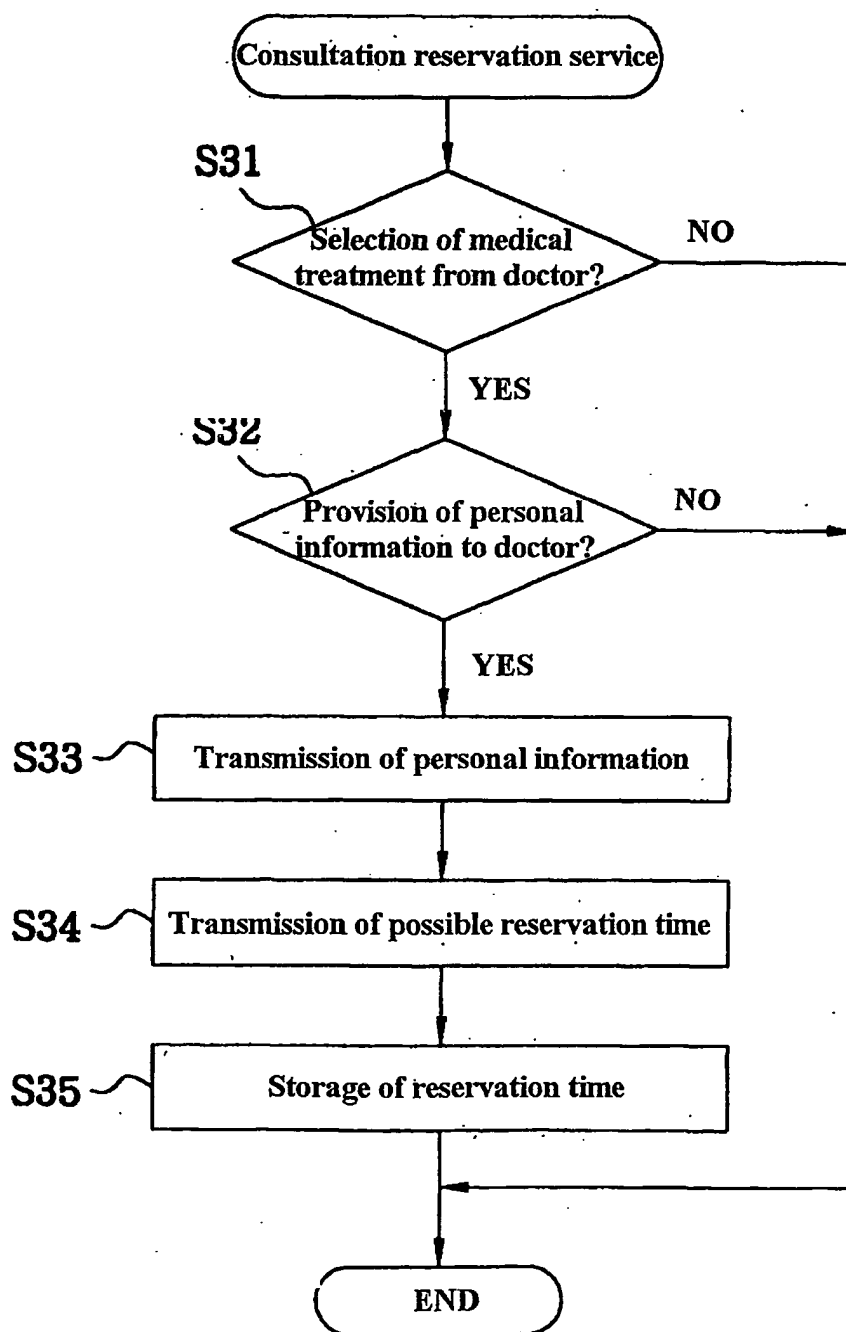 Consultation reservation service
S31
Selection of medical
treatment from doctor?
NO
YES
S32
Provision of personal
information to doctor?
NO
YES
S33
Transmission of personal information
S34
Transmission of possible reservation time
S35
Storage of reservation time
END